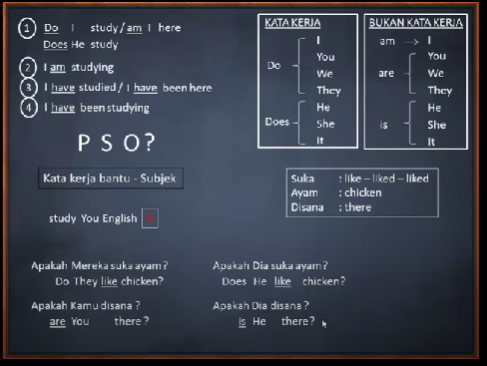 1 Do I study / am I here
Does He study
2 I am studying
3 I have studied / I have been here
4 I have been studying
P S O?
Kata kerja bantu - Subjek
study You English x
KATA KERJA
Do
I
You
We
They
Does
He
She
It
BUKAN KATA KERJA
am → I
are
You
We
They
is
He
She
It
Suka : like – liked – liked
Ayam : chicken
Disana : there
Apakah Mereka suka ayam?
Do They like chicken?
Apakah Dia suka ayam?
Does He like chicken?
Apakah Kamu disana ?
are You there ?
Apakah Dia disana ?
is He there?